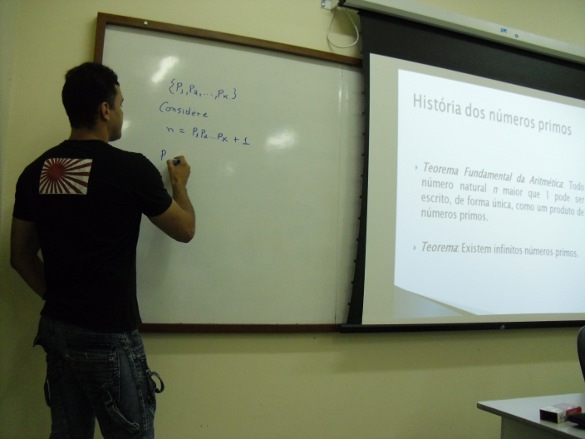 {P1, P2, ..., PK}
Considere
n = P1P2...PK + 1
P
História dos números primos
Teorema Fundamental da Aritmética: Todo
número natural n maior que 1 pode ser
escrito, de forma única, como um produto de
números primos.
Teorema: Existem infinitos números primos.